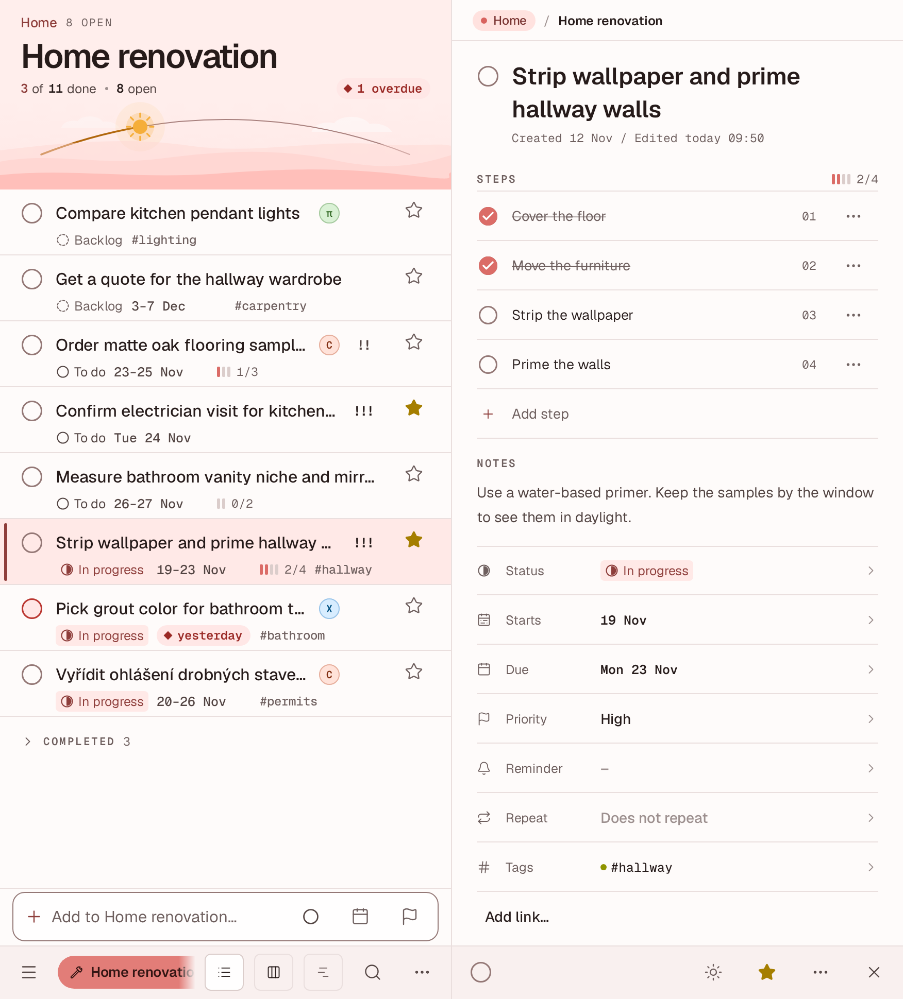 Home 8 OPEN
Home renovation
3 of 11 done • 8 open
1 overdue
Compare kitchen pendant lights π
Backlog #lighting
Get a quote for the hallway wardrobe
Backlog 3–7 Dec #carpentry
Order matte oak flooring sampl... C !!
To do 23–25 Nov 1/3
Confirm electrician visit for kitchen... !!!
To do Tue 24 Nov
Measure bathroom vanity niche and mirr...
To do 26–27 Nov 0/2
Strip wallpaper and prime hallway ... !!!
In progress 19–23 Nov 2/4 #hallway
Pick grout color for bathroom t... X
In progress yesterday #bathroom
Vyřídit ohlášení drobných stave... C
In progress 20–26 Nov #permits
COMPLETED 3
Add to Home renovation...
Home renovatio
Home / Home renovation
Strip wallpaper and prime
hallway walls
Created 12 Nov / Edited today 09:50
STEPS 2/4
Cover the floor 01
Move the furniture 02
Strip the wallpaper 03
Prime the walls 04
Add step
NOTES
Use a water-based primer. Keep the samples by the window
to see them in daylight.
Status In progress
Starts 19 Nov
Due Mon 23 Nov
Priority High
Reminder –
Repeat Does not repeat
Tags #hallway
Add link...